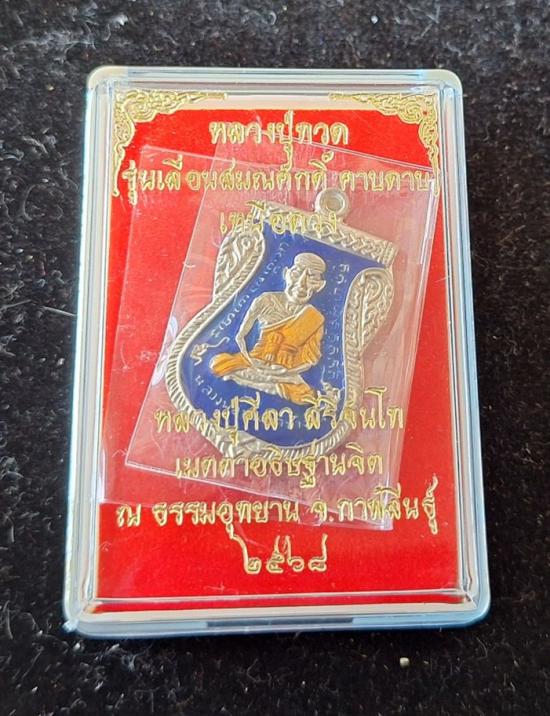 หลวงปู่ทวด
รุ่นเลื่อนสมณศักดิ์ คาบดาบ
เหนือดวง
หลวงปู่ศิลา สิริจันโท
เมตตาอธิษฐานจิต
ณ ธรรมอุทยาน จ.กาฬสินธุ์
๒๕๖๘